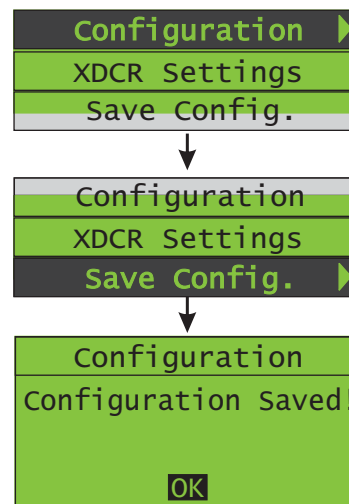 Configuration
XDCR Settings
Save Config.
Configuration
XDCR Settings
Save Config.
Configuration
Configuration Saved!
OK